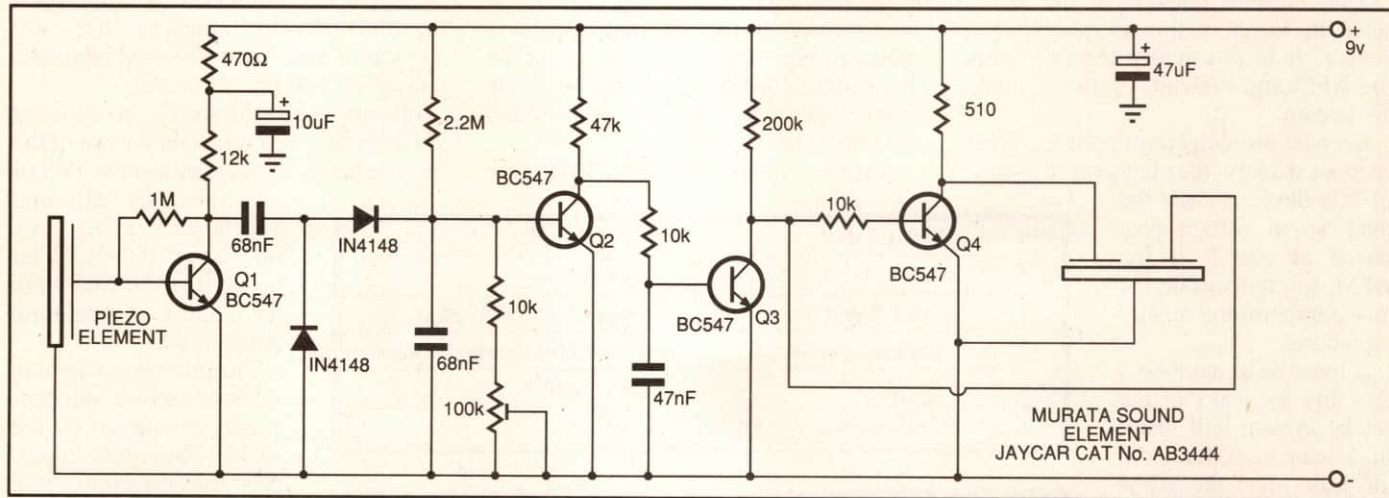 470Ω
+
10uF
12k
1M
68nF
Q1
BC547
PIEZO
ELEMENT
IN4148
IN4148
2.2M
10k
68nF
100k
47k
BC547
Q2
10k
47nF
200k
BC547
Q3
10k
510
Q4
BC547
+
47uF
+
9v
MURATA SOUND
ELEMENT
JAYCAR CAT No. AB3444
-